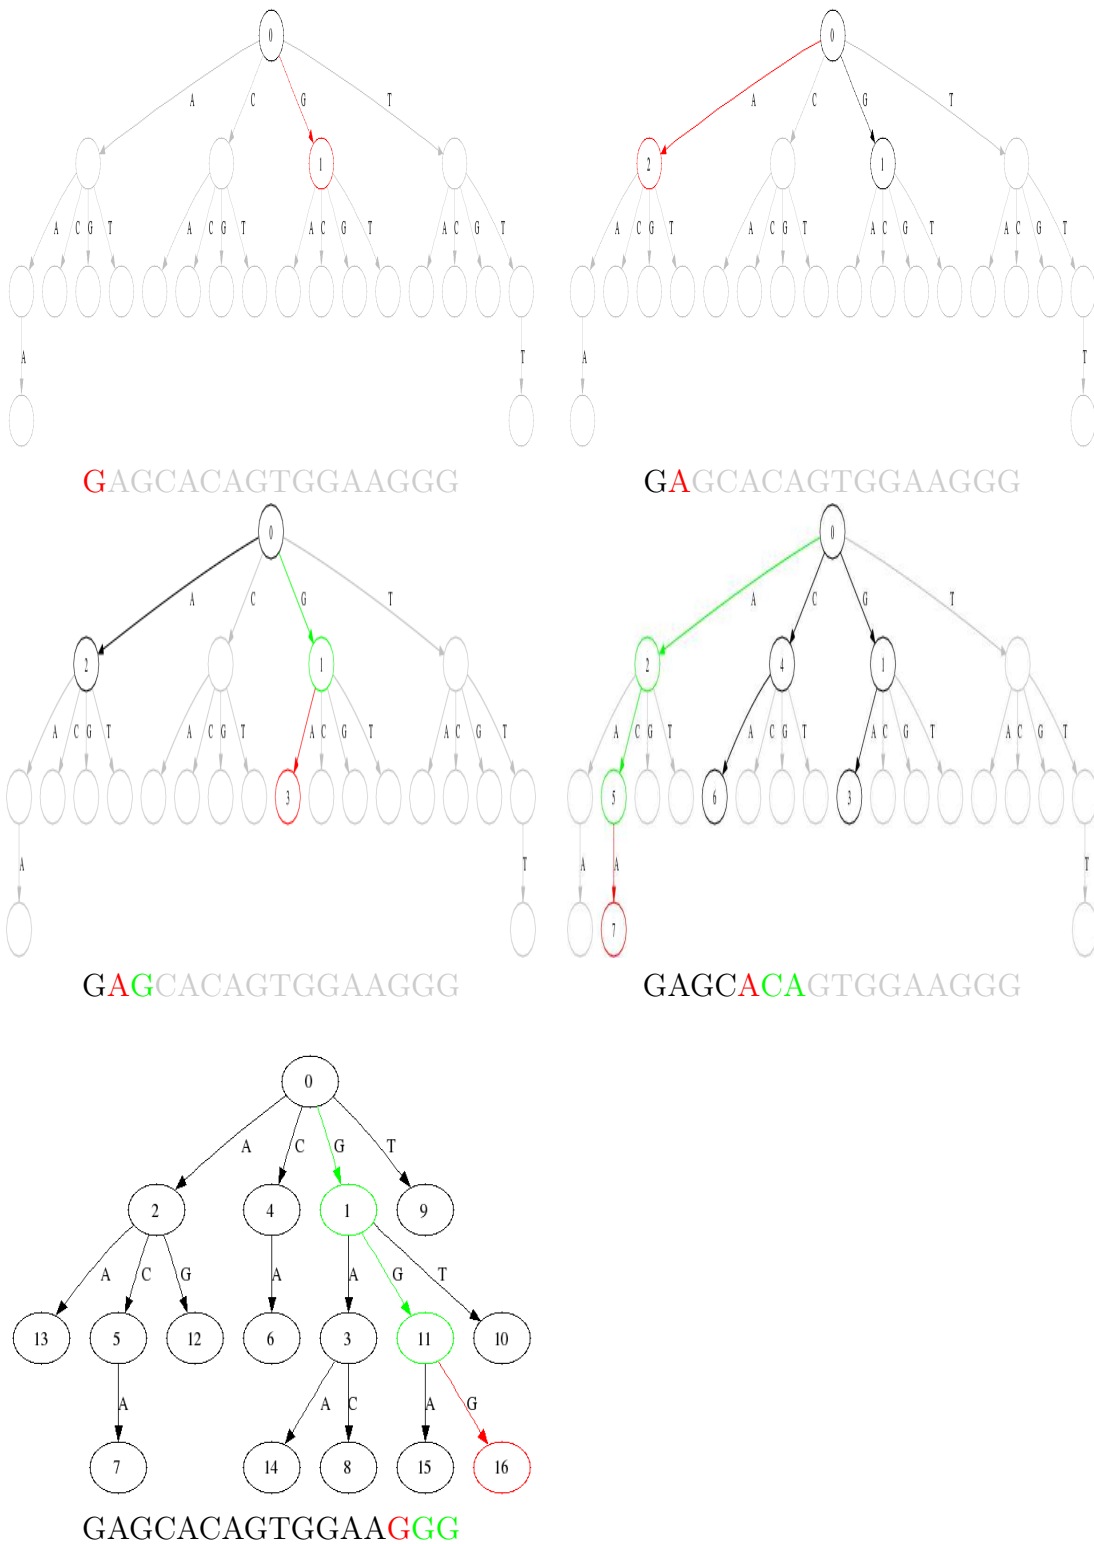 0 0
A C G T A C G T
1 2 1
A C G T A C G T A C G T A C G T A C G T A C G T A C G T A C G T
A T A T
GAGCACAGTGGAAGGG GAGCACAGTGGAAGGG
0 0
A C G T A C G T
2 1 2 4 1
A C G T A C G T A C G T A C G T A C G T A C G T A C G T A C G T
3 5 6 3
A T A A T
7
GAGCACAGTGGAAGGG GAGCACAGTGGAAGGG
0
A C G T
2 4 1 9
A C G A A G T
13 5 12 6 3 11 10
A A C A G
7 14 8 15 16
GAGCACAGTGGAAGGG